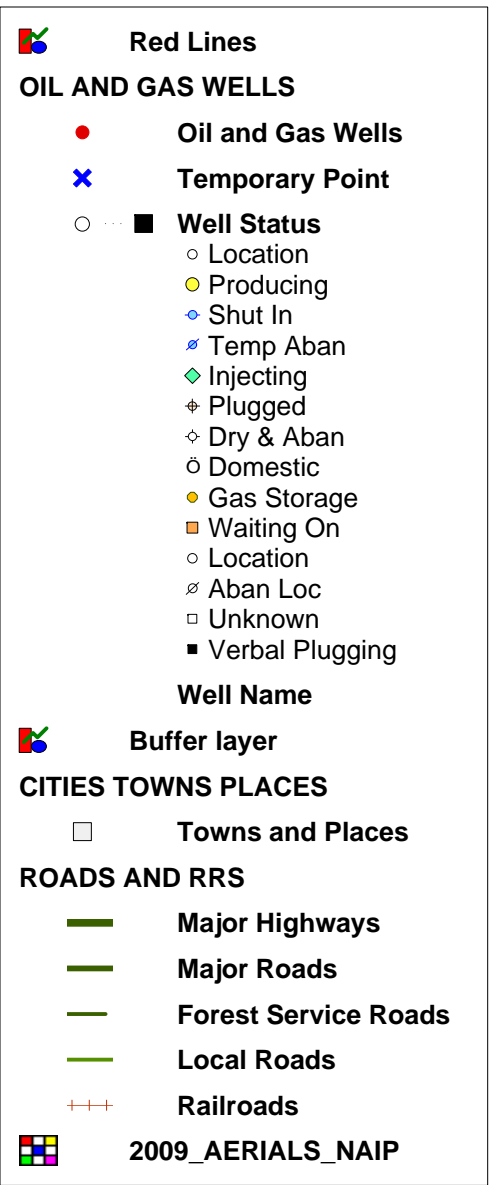 Red Lines
OIL AND GAS WELLS
Oil and Gas Wells
Temporary Point
Well Status
Location
Producing
Shut In
Temp Aban
Injecting
Plugged
Dry & Aban
Domestic
Gas Storage
Waiting On
Location
Aban Loc
Unknown
Verbal Plugging
Well Name
Buffer layer
CITIES TOWNS PLACES
Towns and Places
ROADS AND RRS
Major Highways
Major Roads
Forest Service Roads
Local Roads
Railroads
2009_AERIALS_NAIP